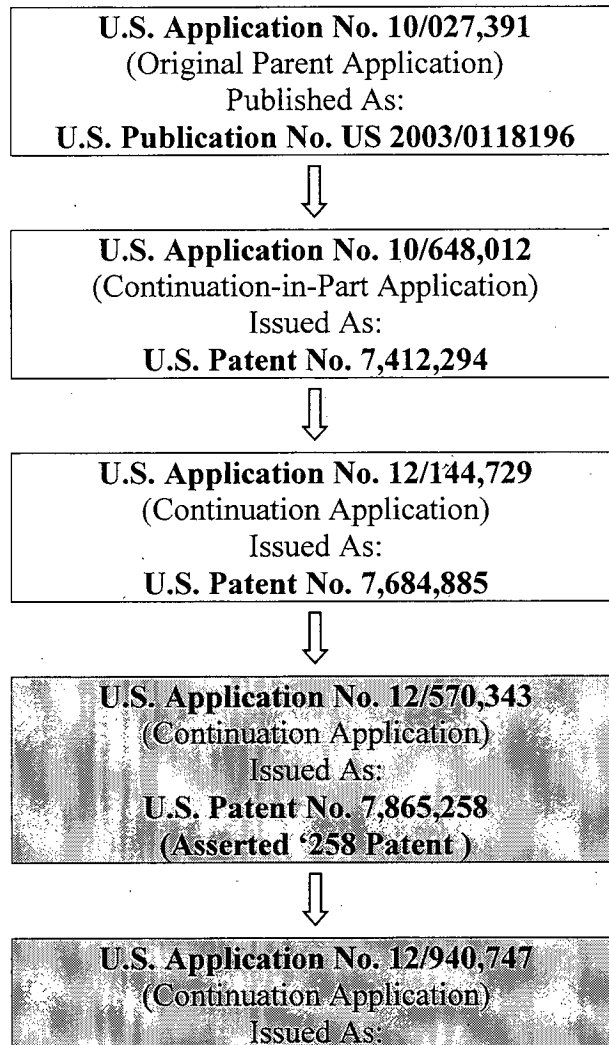 U.S. Application No. 10/027,391
(Original Parent Application)
Published As:
U.S. Publication No. US 2003/0118196
U.S. Application No. 10/648,012
(Continuation-in-Part Application)
Issued As:
U.S. Patent No. 7,412,294
U.S. Application No. 12/144,729
(Continuation Application)
Issued As:
U.S. Patent No. 7,684,885
U.S. Application No. 12/570,343
(Continuation Application)
Issued As:
U.S. Patent No. 7,865,258
(Asserted ‘258 Patent )
U.S. Application No. 12/940,747
(Continuation Application)
Issued As: